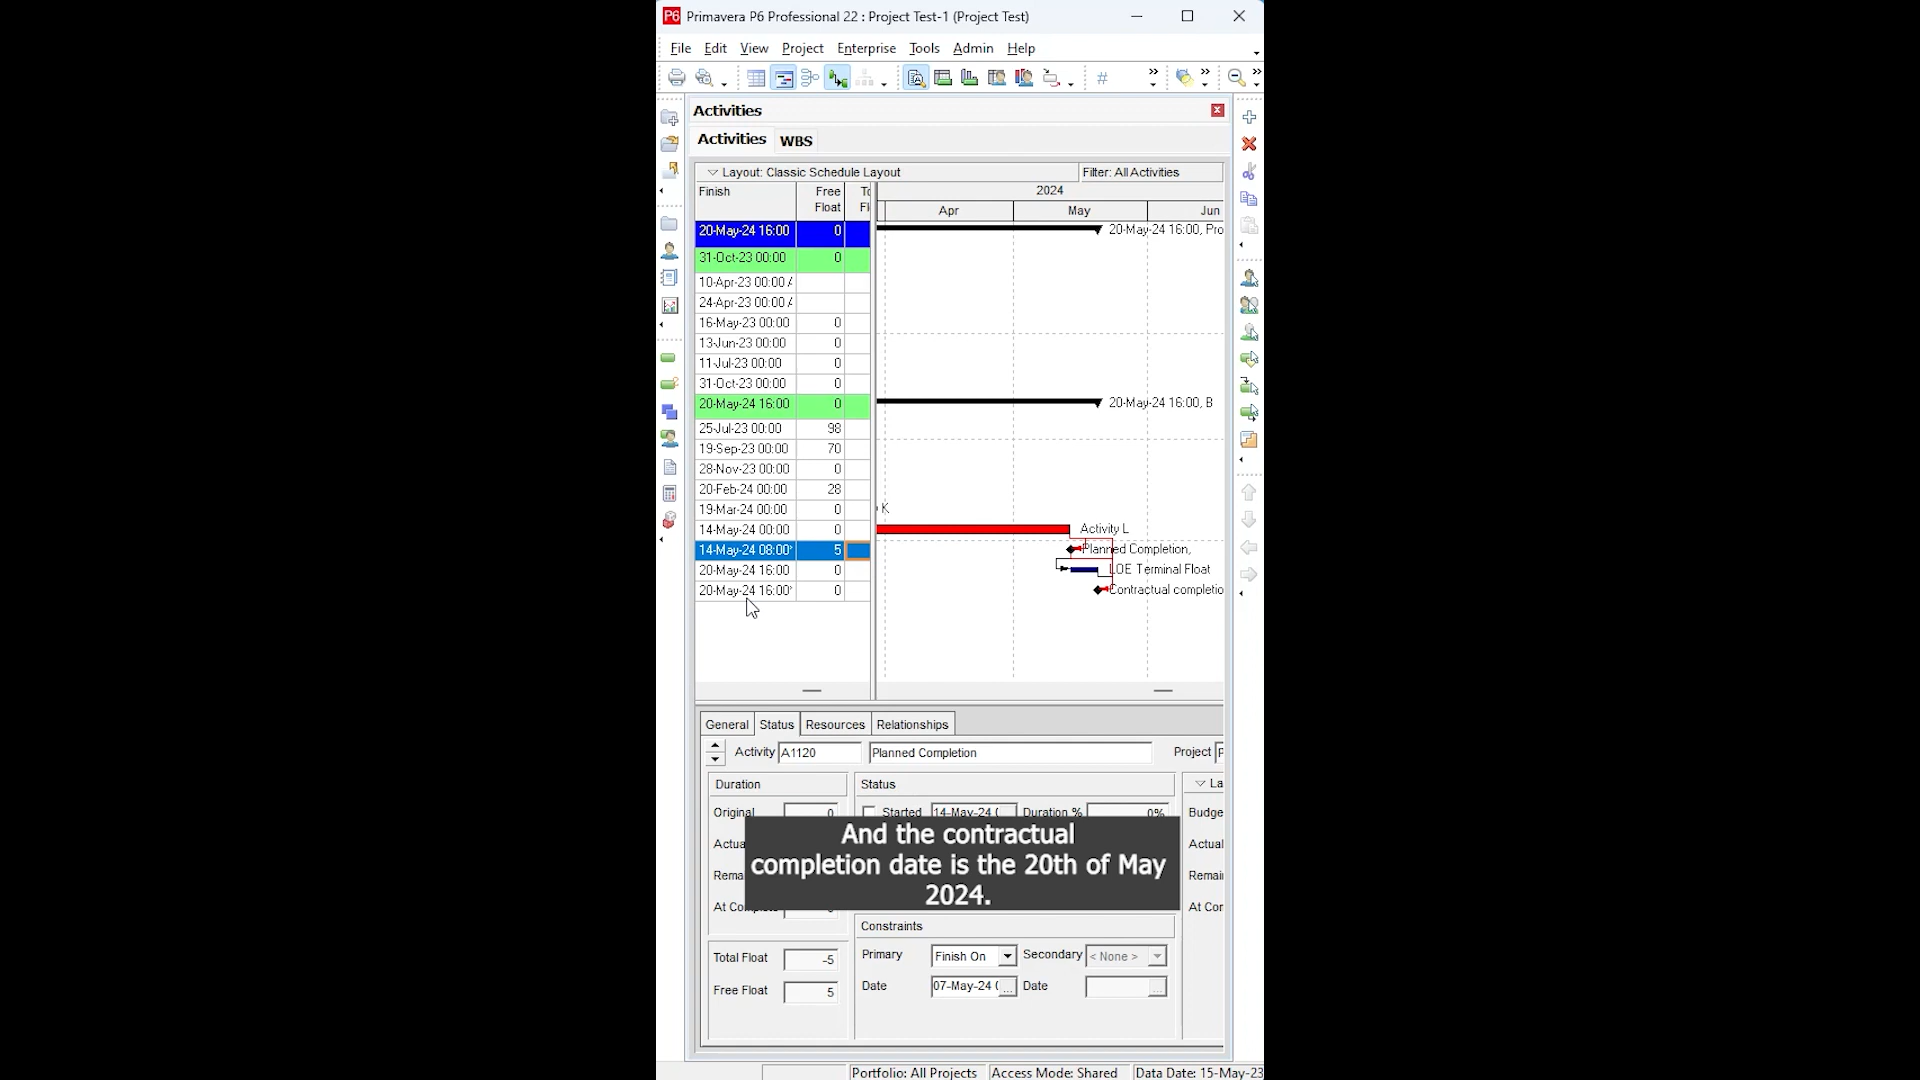 Primavera P6 Professional 22 : Project Test-1 (Project Test)
File Edit View Project Enterprise Tools Admin Help
Activities
Activities WBS
Layout: Classic Schedule Layout Filter: All Activities
Finish Free Float 2024
Apr May Jun
20-May-24 16:00 0 20-May-24 16:00, Pro
31-Oct-23 00:00 0
10-Apr-23 00:00 A
24-Apr-23 00:00 A
16-May-23 00:00 0
13-Jun-23 00:00 0
11-Jul-23 00:00 0
31-Oct-23 00:00 0
20-May-24 16:00 0 20-May-24 16:00, B
25-Jul-23 00:00 98
19-Sep-23 00:00 70
28-Nov-23 00:00 0
20-Feb-24 00:00 28
19-Mar-24 00:00 0 K
14-May-24 00:00 0 Activity L
14-May-24 08:00* 5 Planned Completion,
20-May-24 16:00 0 LOE Terminal Float
20-May-24 16:00* 0 Contractual completio
General Status Resources Relationships
Activity A1120 Planned Completion Project P
Duration Status La
Original 0 Started 14-May-24 Duration % 0% Budge
Actua Actual
Rema Remai
At Co At Cor
And the contractual
completion date is the 20th of May
2024.
Constraints
Primary Finish On Secondary < None >
Total Float -5
Date 07-May-24 ... Date ...
Free Float 5
Portfolio: All Projects Access Mode: Shared Data Date: 15-May-23